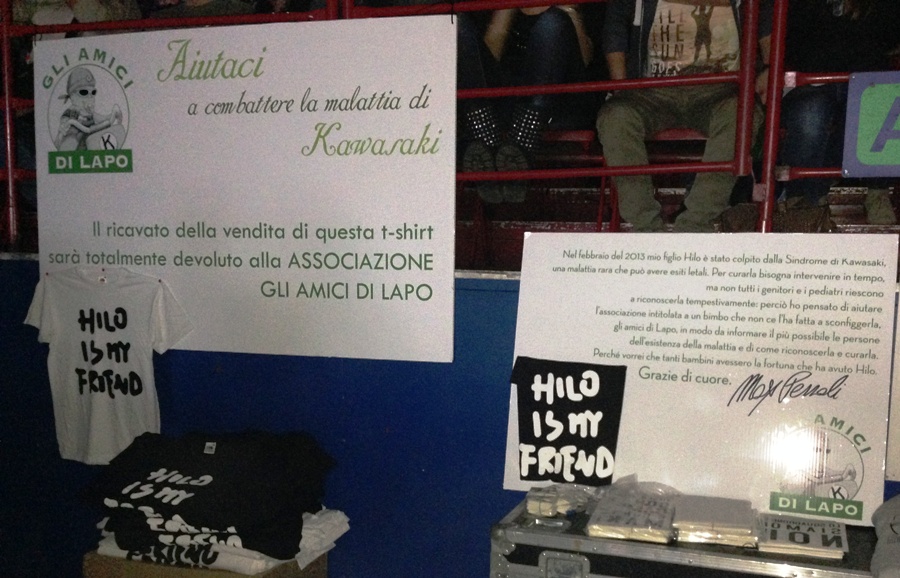 GLI AMICI
DI LAPO
K
Aiutaci
a combattere la malattia di
Kawasaki
Il ricavato della vendita di questa t-shirt
sarà totalmente devoluto alla ASSOCIAZIONE
GLI AMICI DI LAPO
HILO
IS MY
FRIEND
HILO
IS MY
THE
SUN
Nel febbraio del 2013 mio figlio Hilo è stato colpito dalla Sindrome di Kawasaki,
una malattia rara che può avere esiti letali. Per curarla bisogna intervenire in tempo,
ma non tutti i genitori e i pediatri riescono
a riconoscerla tempestivamente: perciò ho pensato di aiutare
l'associazione intitolata a un bimbo che non ce l'ha fatta a sconfiggerla,
gli amici di Lapo, in modo da informare il più possibile le persone
dell'esistenza della malattia e di come riconoscerla e curarla.
Perché vorrei che tanti bambini avessero la fortuna che ha avuto Hilo.
Grazie di cuore,
HILO
IS MY
FRIEND
AMICI
K
DI LAPO
NOI
A